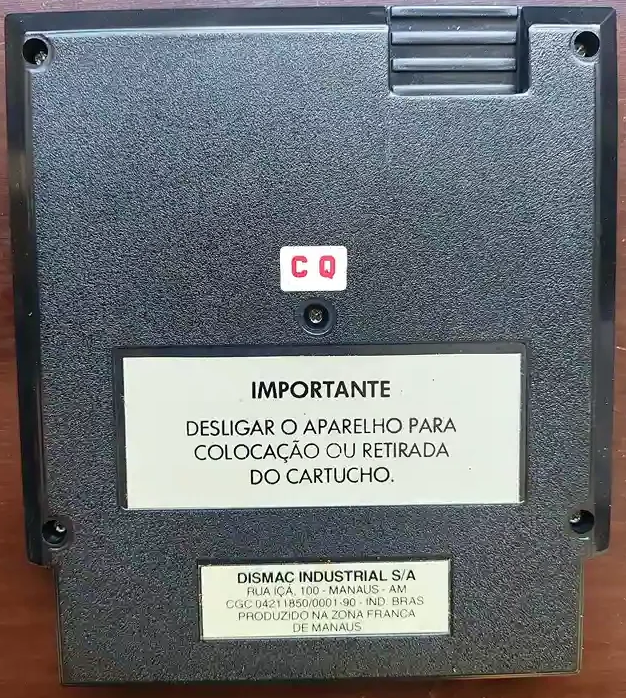 C Q
IMPORTANTE
DESLIGAR O APARELHO PARA
COLOCAÇÃO OU RETIRADA
DO CARTUCHO.
DISMAC INDUSTRIAL S/A
RUA IÇÁ, 100 - MANAUS - AM
CGC 04211850/0001-90 - IND. BRAS
PRODUZIDO NA ZONA FRANCA
DE MANAUS